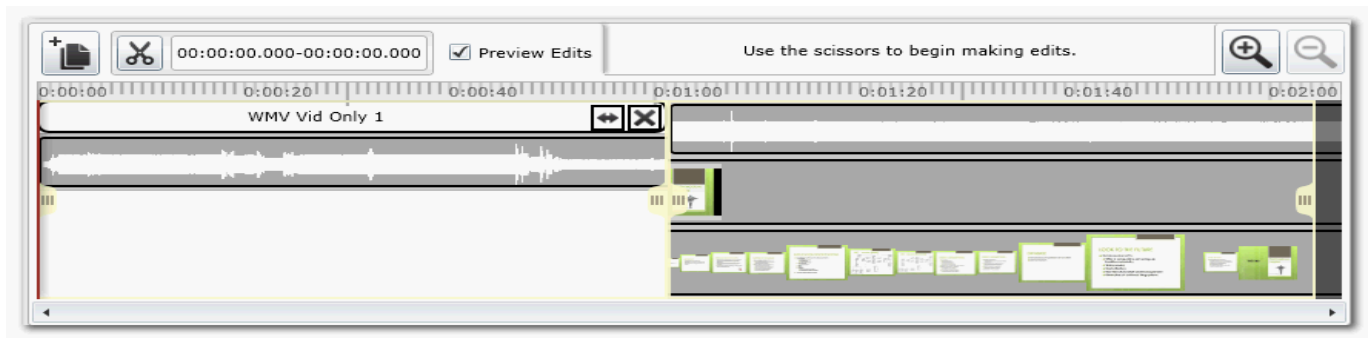 00:00:00.000-00:00:00.000
Preview Edits
Use the scissors to begin making edits.
0:00:00 0:00:20 0:00:40 0:01:00 0:01:20 0:01:40 0:02:00
WMV Vid Only 1